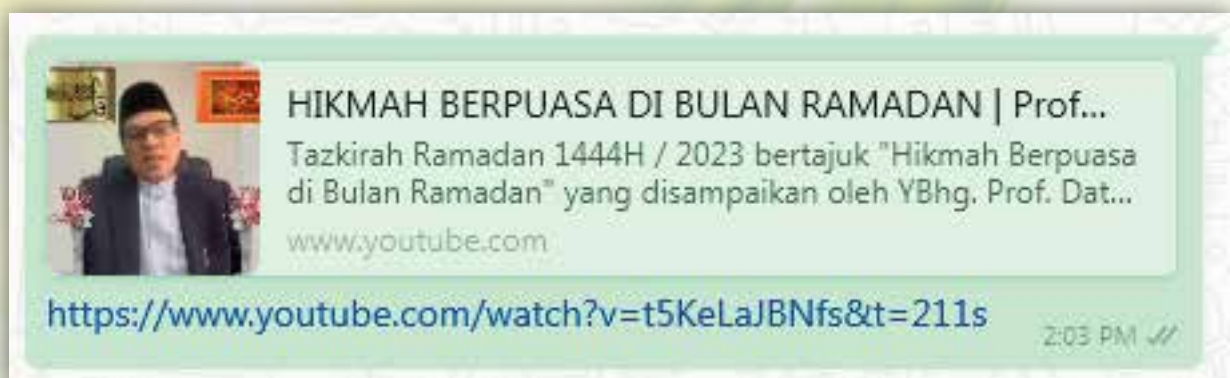 HIKMAH BERPUASA DI BULAN RAMADAN | Prof...
Tazkirah Ramadan 1444H / 2023 bertajuk "Hikmah Berpuasa
di Bulan Ramadan" yang disampaikan oleh YBhg. Prof. Dat...
www.youtube.com
https://www.youtube.com/watch?v=t5KeLaJBNfs&t=211s
2:03 PM